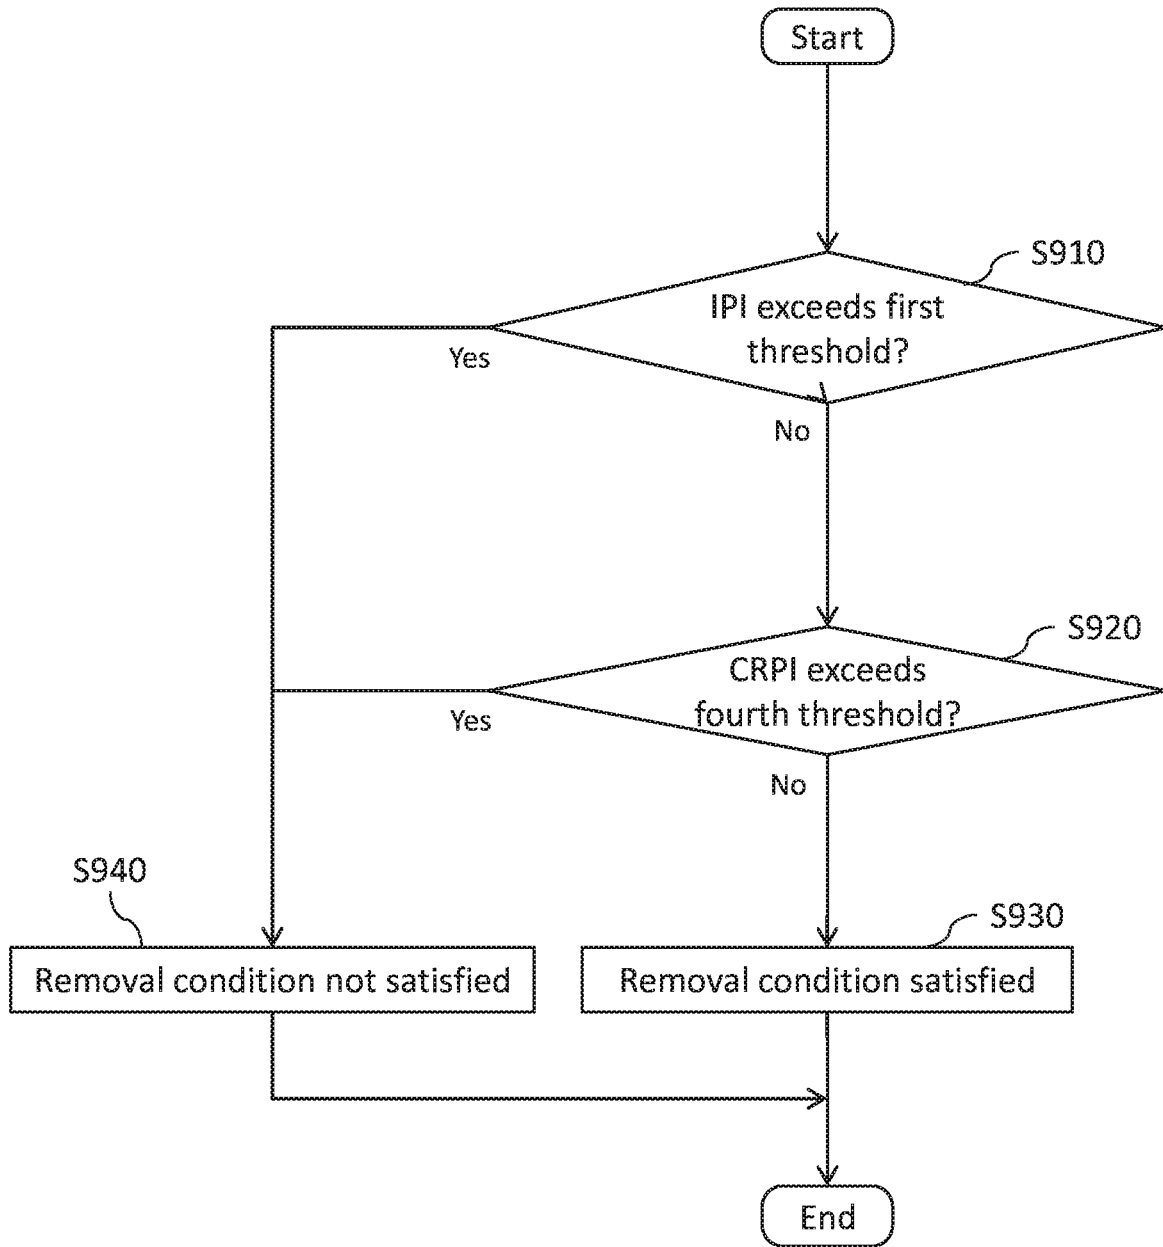 Start
S910
IPI exceeds first
threshold?
Yes
No
S920
CRPI exceeds
fourth threshold?
Yes
No
S940
S930
Removal condition not satisfied
Removal condition satisfied
End